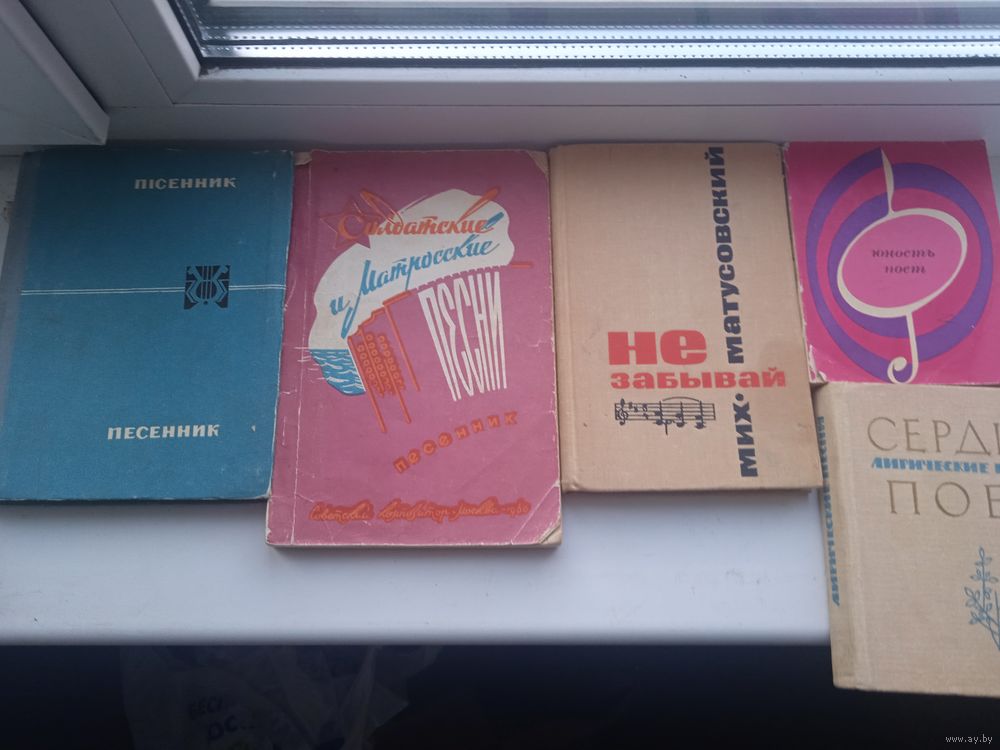 ПІСЕННИК
ПЕСЕННИК
Солдатские
и Матросские
ПЕСНИ
песенник
Советский композитор • Москва - 1960
МИХ. МАТУСОВСКИЙ
не
забывай
юность
поет
СЕРД
ЛИРИЧЕСКИЕ
ПОЕ
www.ay.by